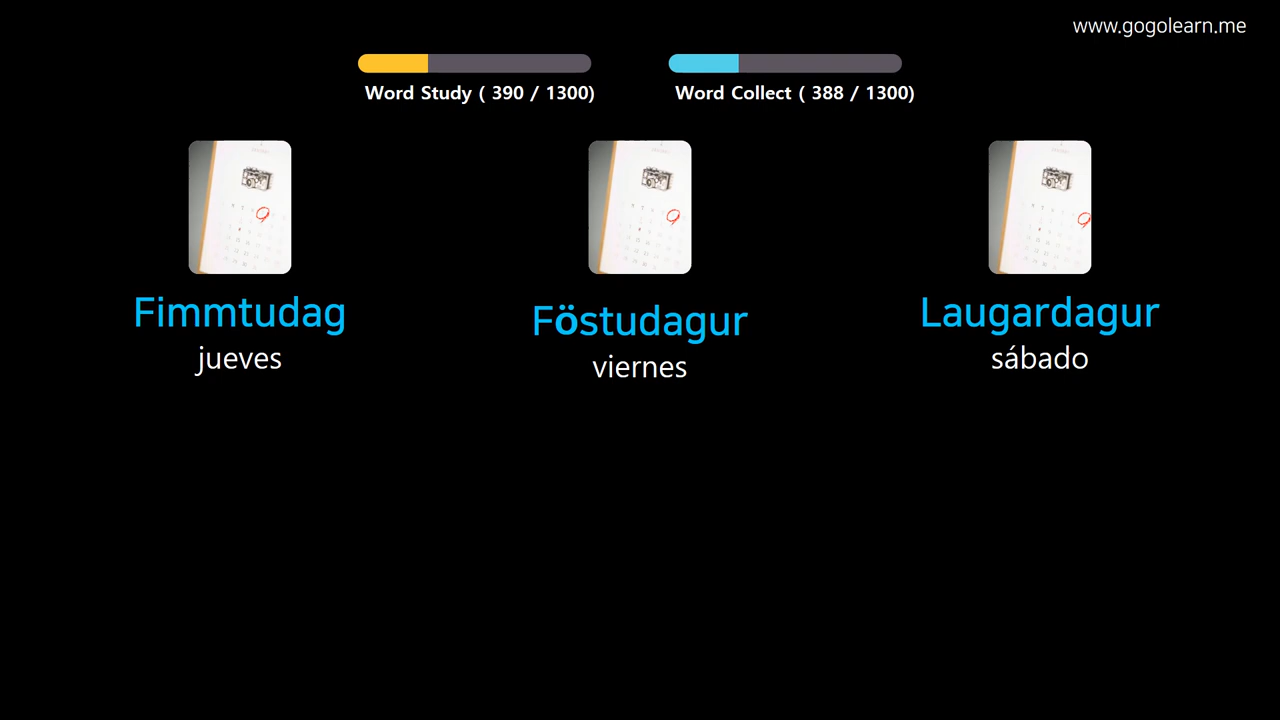 www.gogolearn.me
Word Study ( 390 / 1300)
Word Collect ( 388 / 1300)
Fimmtudag
jueves
Föstudagur
viernes
Laugardagur
sábado